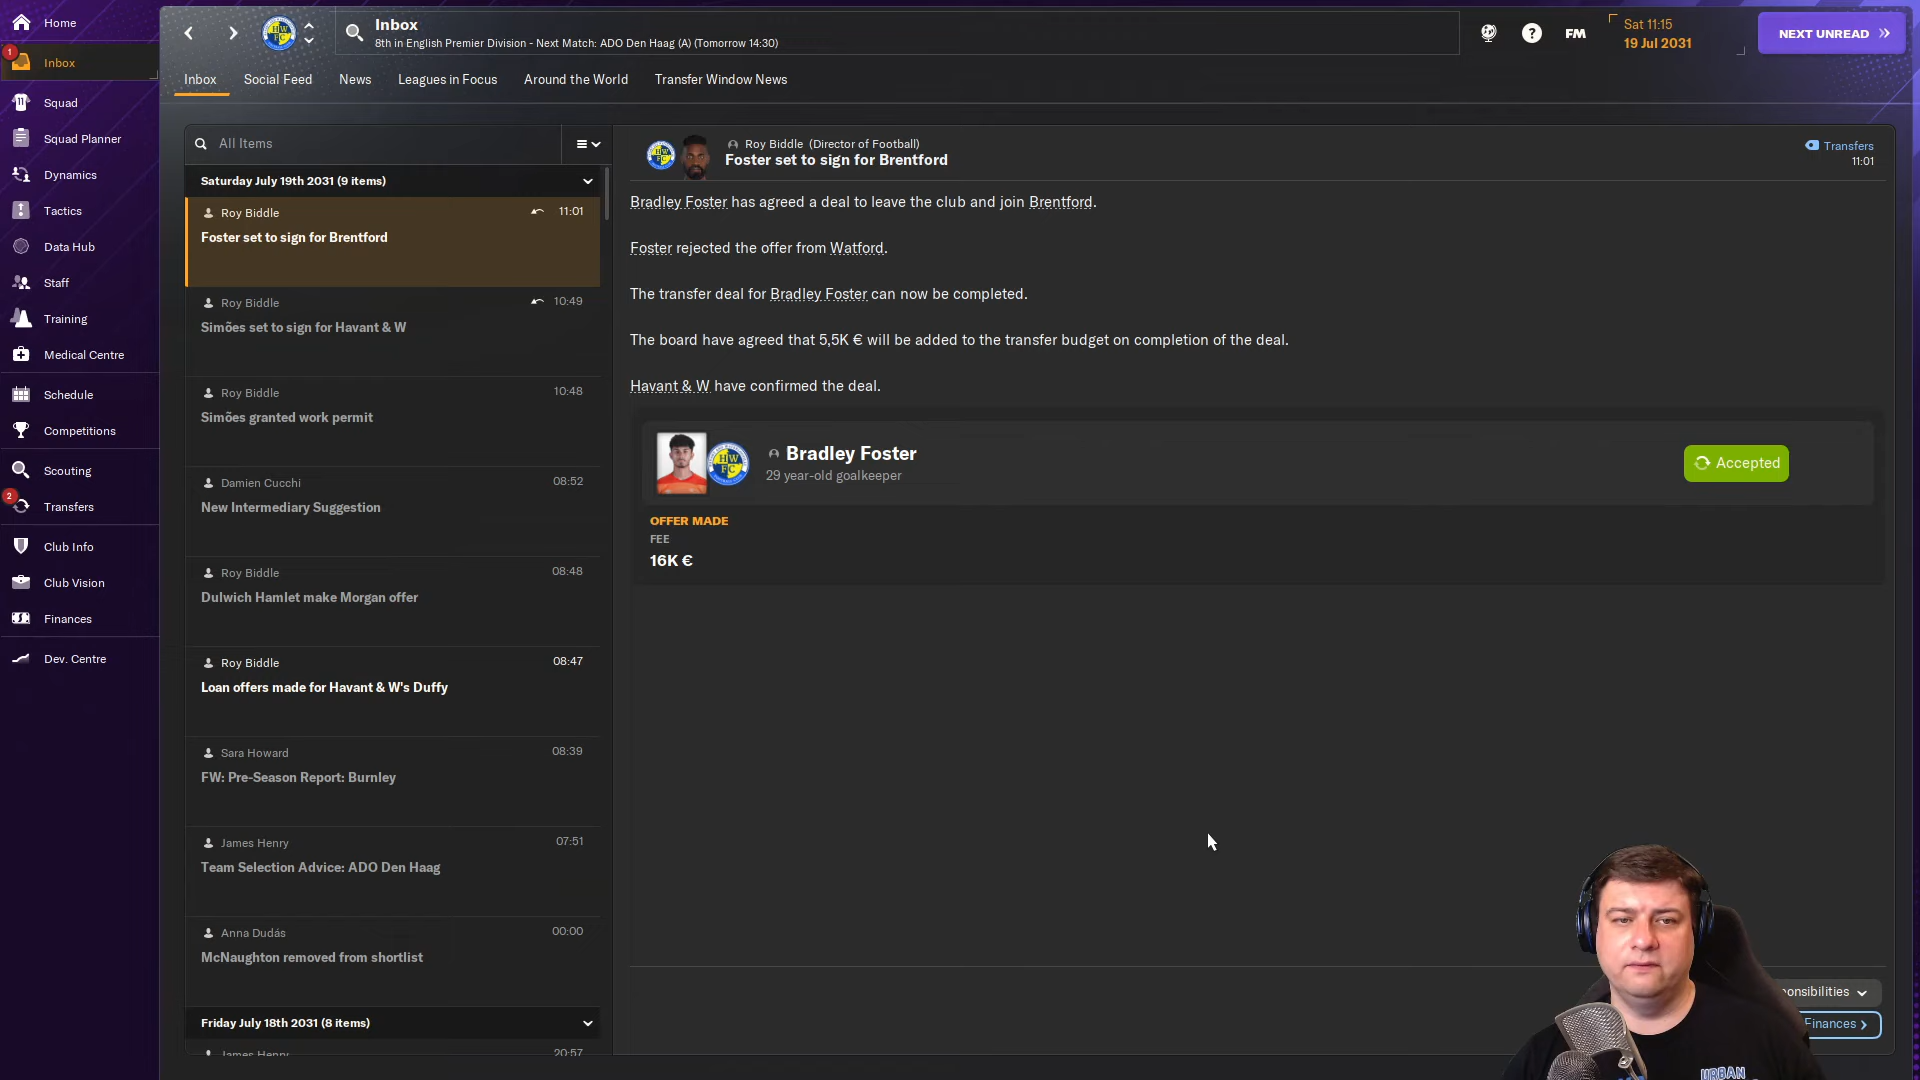 Home
1
Inbox
Squad
Squad Planner
Dynamics
Tactics
Data Hub
Staff
Training
Medical Centre
Schedule
Competitions
Scouting
2
Transfers
Club Info
Club Vision
Finances
Dev. Centre
Inbox
8th in English Premier Division - Next Match: ADO Den Haag (A) (Tomorrow 14:30)
FM
Sat 11:15
19 Jul 2031
NEXT UNREAD
Inbox
Social Feed
News
Leagues in Focus
Around the World
Transfer Window News
All Items
Saturday July 19th 2031 (9 items)
Roy Biddle
11:01
Foster set to sign for Brentford
Roy Biddle
10:49
Simões set to sign for Havant & W
Roy Biddle
10:48
Simões granted work permit
Damien Cucchi
08:52
New Intermediary Suggestion
Roy Biddle
08:48
Dulwich Hamlet make Morgan offer
Roy Biddle
08:47
Loan offers made for Havant & W's Duffy
Sara Howard
08:39
FW: Pre-Season Report: Burnley
James Henry
07:51
Team Selection Advice: ADO Den Haag
Anna Dudás
00:00
McNaughton removed from shortlist
Friday July 18th 2031 (8 items)
James Henry
20:57
Roy Biddle (Director of Football)
Foster set to sign for Brentford
Transfers
11:01
Bradley Foster has agreed a deal to leave the club and join Brentford.
Foster rejected the offer from Watford.
The transfer deal for Bradley Foster can now be completed.
The board have agreed that 5,5K € will be added to the transfer budget on completion of the deal.
Havant & W have confirmed the deal.
Bradley Foster
29 year-old goalkeeper
Accepted
OFFER MADE
FEE
16K €
onsibilities
Finances
URBAN